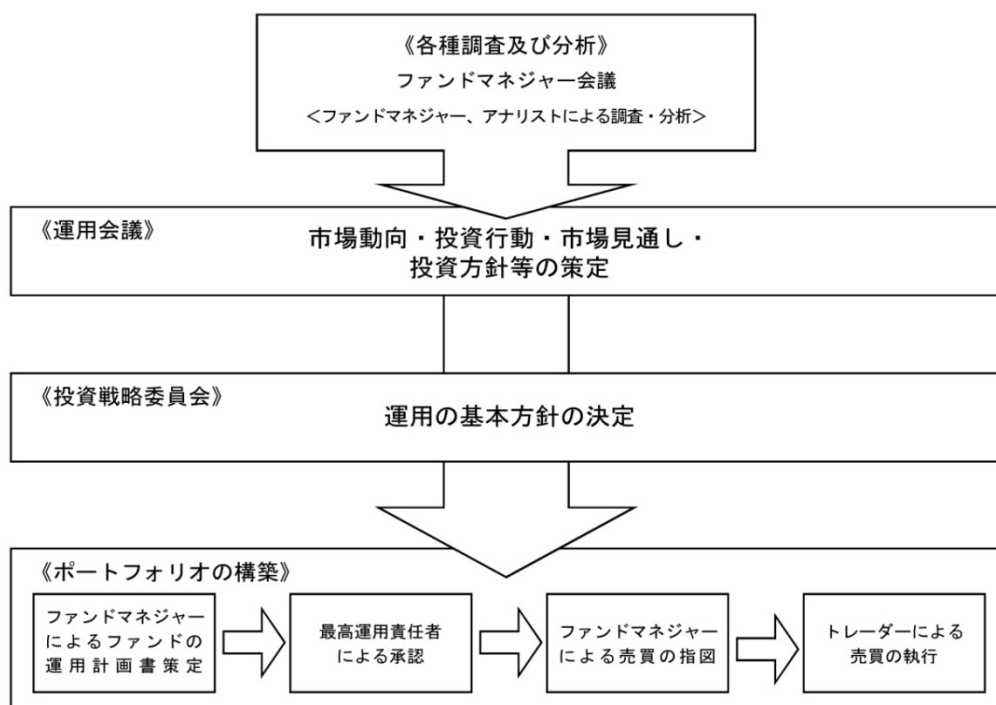 《各種調査及び分析》
ファンドマネジャー会議
＜ファンドマネジャー、アナリストによる調査・分析＞
《運用会議》
市場動向・投資行動・市場見通し・
投資方針等の策定
《投資戦略委員会》
運用の基本方針の決定
《ポートフォリオの構築》
ファンドマネジャー
によるファンドの
運用計画書策定
最高運用責任者
による承認
ファンドマネジャー
による売買の指図
トレーダーによる
売買の執行